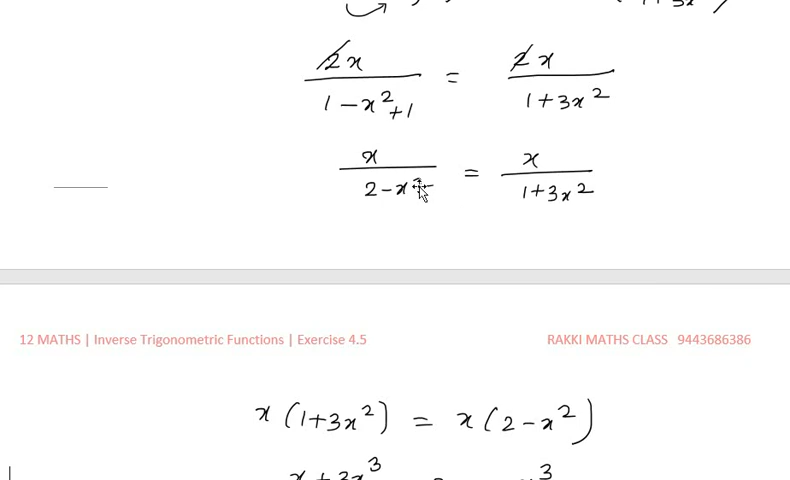 2x / 1 - x² + 1 = 2x / 1 + 3x²
x / 2 - x² = x / 1 + 3x²
12 MATHS | Inverse Trigonometric Functions | Exercise 4.5 RAKKI MATHS CLASS 9443686386
x (1 + 3x²) = x (2 - x²)